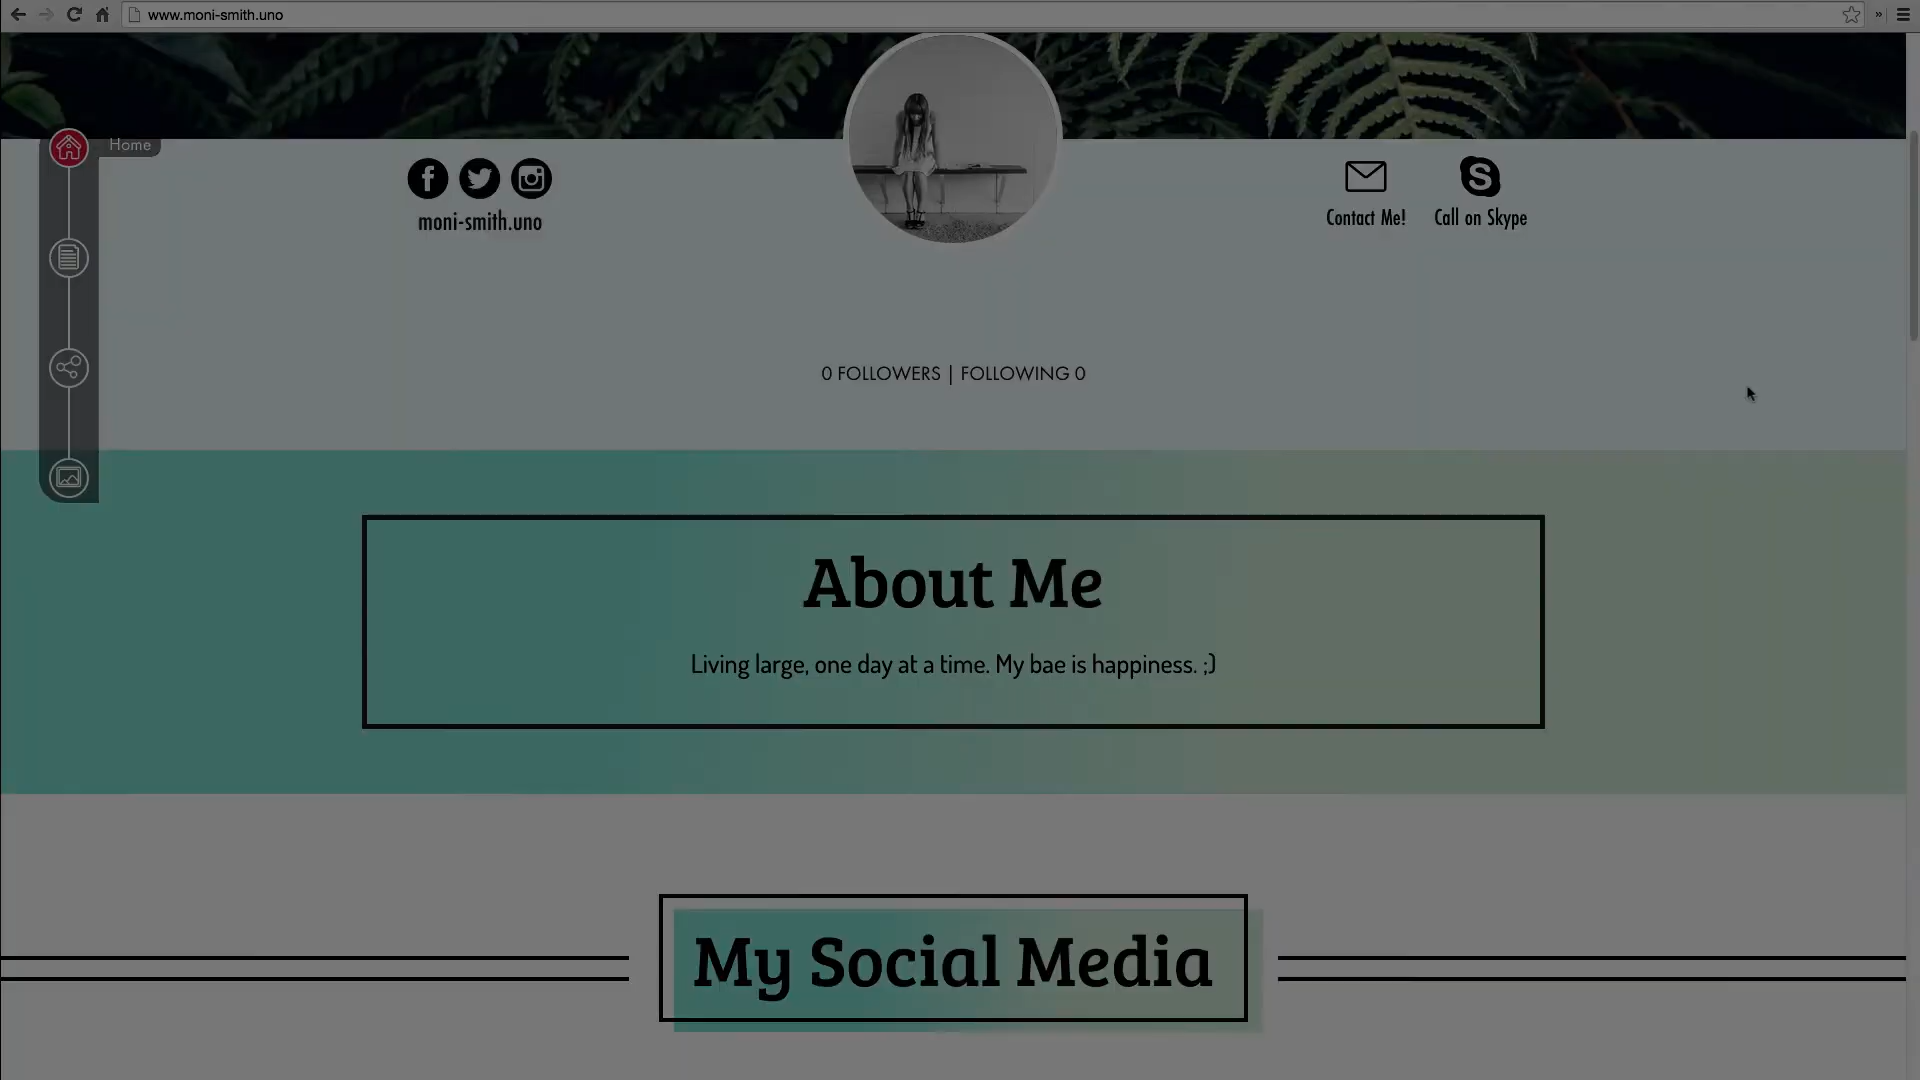 www.moni-smith.uno
Home
moni-smith.uno
Contact Me!
Call on Skype
0 FOLLOWERS | FOLLOWING 0
About Me
Living large, one day at a time. My bae is happiness. ;)
My Social Media